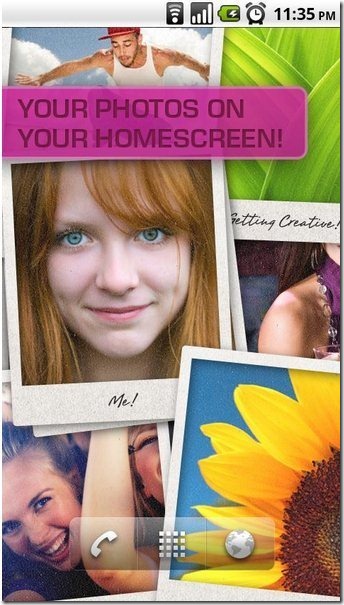 11:35 PM
YOUR PHOTOS ON
YOUR HOMESCREEN!
Getting Creative!
Me!